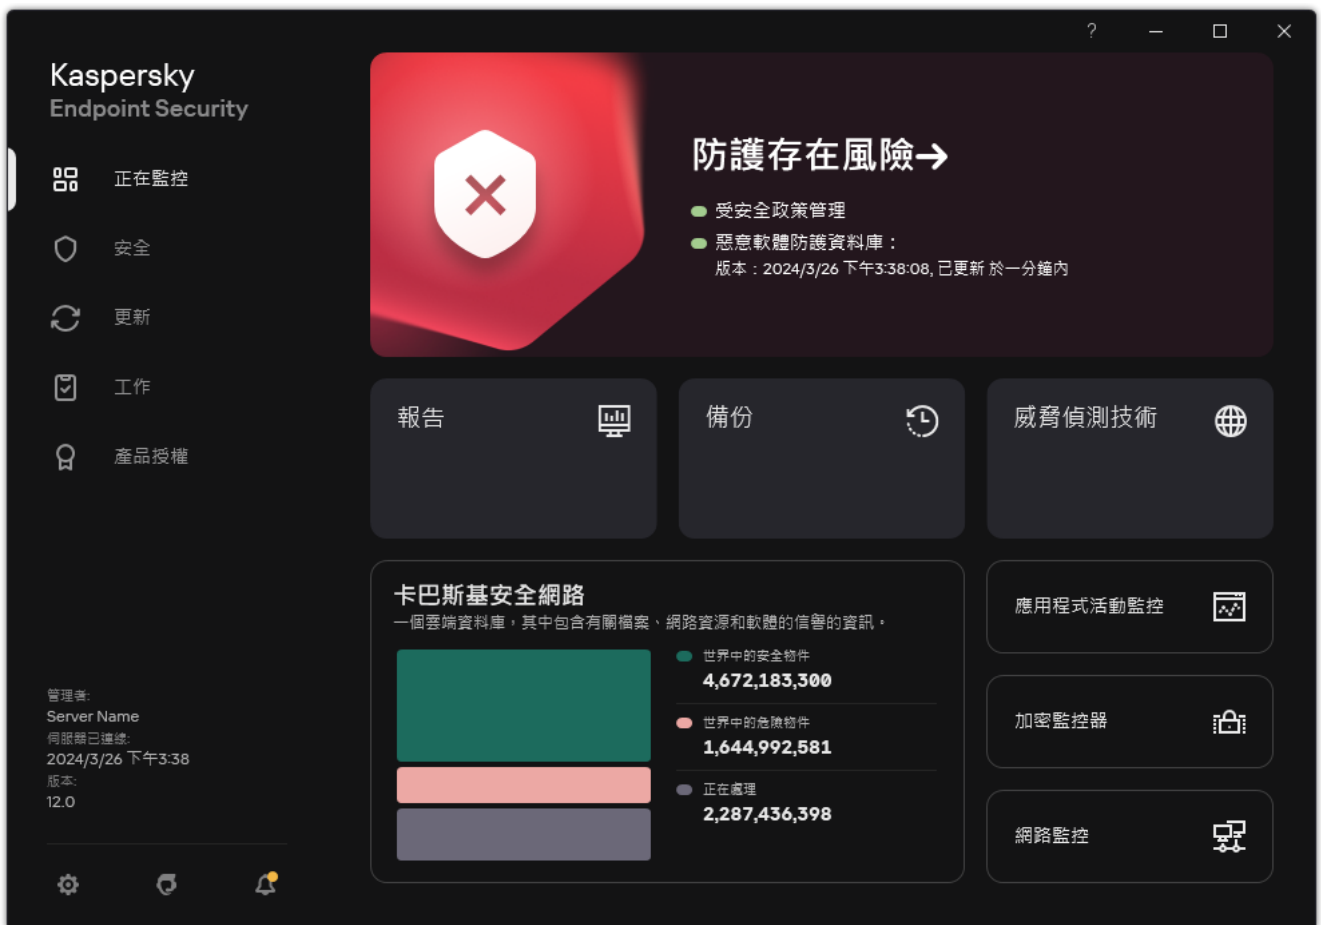 ?
Kaspersky
Endpoint Security
正在監控
安全
更新
工作
產品授權
管理者:
Server Name
伺服器已連線:
2024/3/26 下午3:38
版本:
12.0
防護存在風險→
受安全政策管理
惡意軟體防護資料庫：
版本：2024/3/26 下午3:38:08, 已更新 於一分鐘內
報告
備份
威脅偵測技術
卡巴斯基安全網路
一個雲端資料庫，其中包含有關檔案、網路資源和軟體的信譽的資訊。
世界中的安全物件
4,672,183,300
世界中的危險物件
1,644,992,581
正在處理
2,287,436,398
應用程式活動監控
加密監控器
網路監控